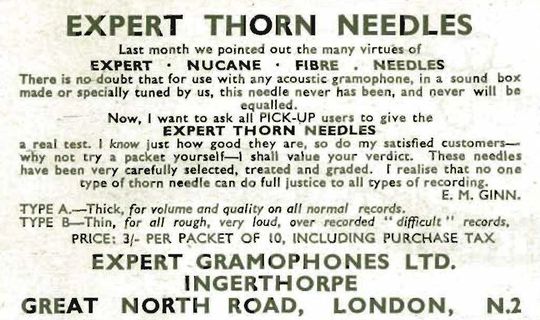 EXPERT THORN NEEDLES
Last month we pointed out the many virtues of
EXPERT · NUCANE · FIBRE . NEEDLES
There is no doubt that for use with any acoustic gramophone, in a sound box
made or specially tuned by us, this needle never has been, and never will be
equalled.
Now, I want to ask all PICK-UP users to give the
EXPERT THORN NEEDLES
a real test. I know just how good they are, so do my satisfied customers—
why not try a packet yourself—I shall value your verdict. These needles
have been very carefully selected, treated and graded. I realise that no one
type of thorn needle can do full justice to all types of recording.
E. M. GINN.
TYPE A.—Thick, for volume and quality on all normal records.
TYPE B—Thin, for all rough, very loud, over recorded "difficult" records,
PRICE: 3/- PER PACKET OF 10, INCLUDING PURCHASE TAX
EXPERT GRAMOPHONES LTD.
INGERTHORPE
GREAT NORTH ROAD, LONDON, N.2